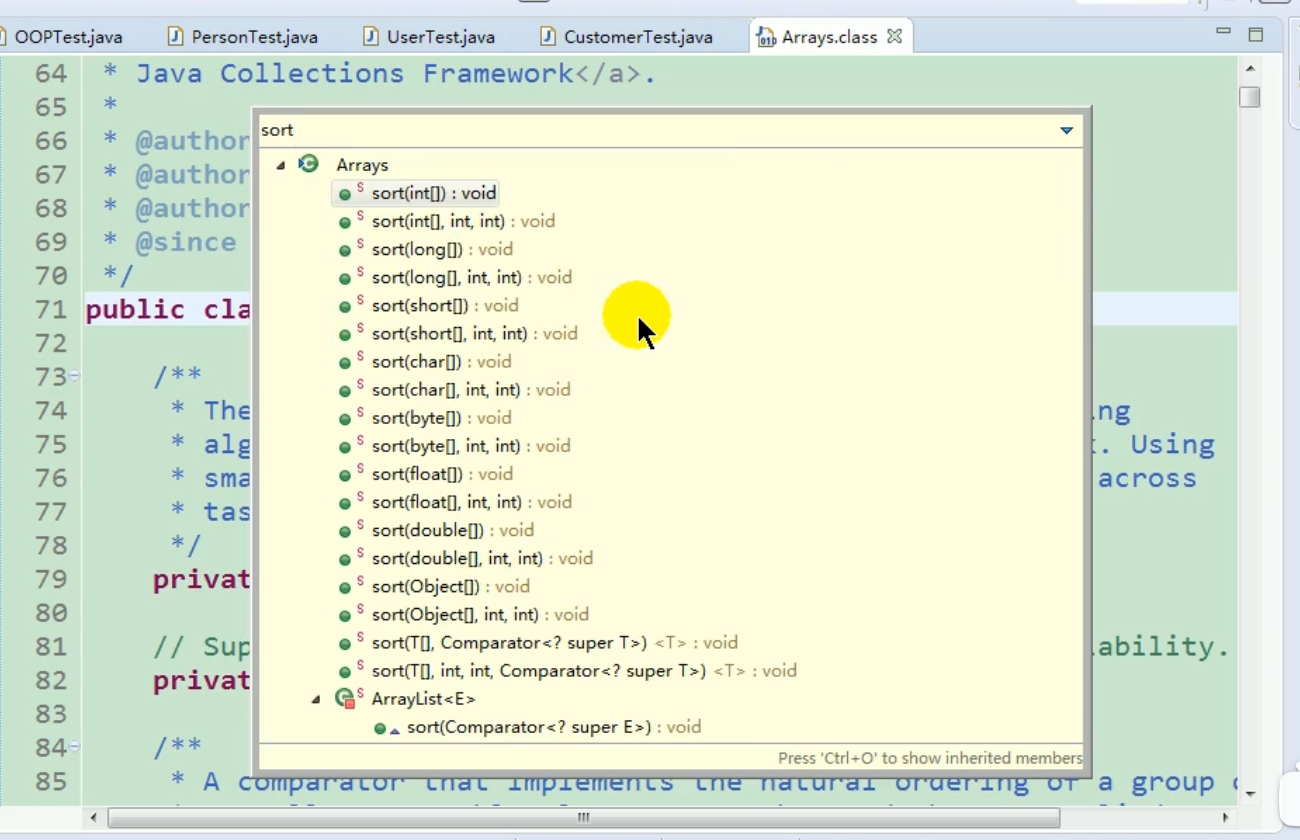 OOPTest.java PersonTest.java UserTest.java CustomerTest.java Arrays.class
64 * Java Collections Framework</a>.
65 *
sort
66 * @author
Arrays
67 * @author
sort(int[]) : void
68 * @author
sort(int[], int, int) : void
69 * @since
sort(long[]) : void
70 */
sort(long[], int, int) : void
71 public cla
sort(short[]) : void
72
sort(short[], int, int) : void
73 /**
sort(char[]) : void
sort(char[], int, int) : void
74 * The ng
sort(byte[]) : void
75 * alg . Using
sort(byte[], int, int) : void
76 * sma across
sort(float[]) : void
77 * tas
sort(float[], int, int) : void
78 */
sort(double[]) : void
sort(double[], int, int) : void
79 privat
sort(Object[]) : void
80
sort(Object[], int, int) : void
81 // Sup ability.
sort(T[], Comparator<? super T>) <T> : void
82 privat
sort(T[], int, int, Comparator<? super T>) <T> : void
83
ArrayList<E>
sort(Comparator<? super E>) : void
84 /**
Press 'Ctrl+O' to show inherited members
85 * A comparator that implements the natural ordering of a group